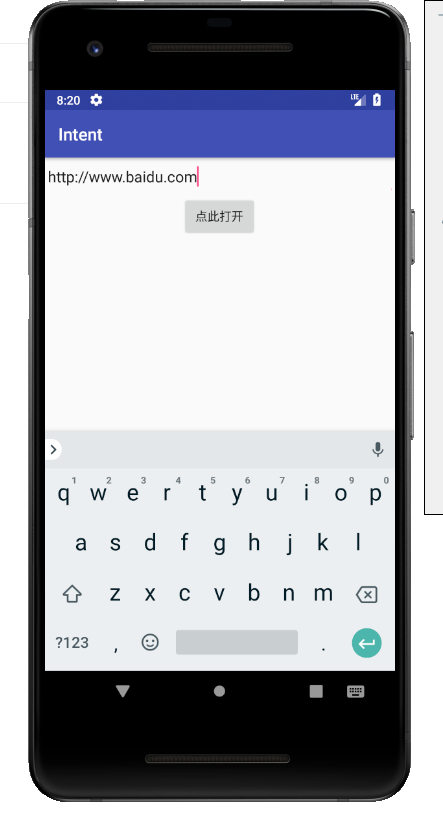 8:20 LTE
Intent
http://www.baidu.com
点此打开
q1 w2 e3 r4 t5 y6 u7 i8 o9 p0
a s d f g h j k l
z x c v b n m
?123 , .